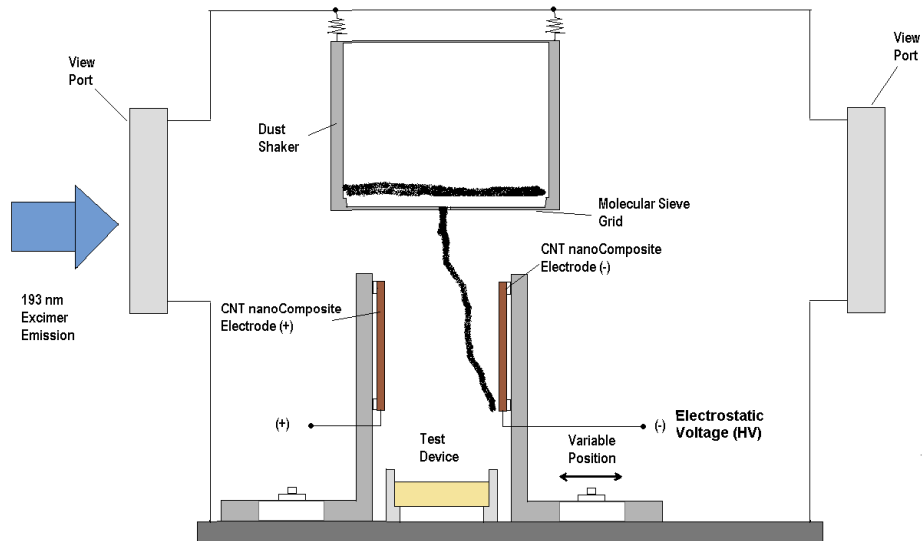 View
Port
View
Port
Dust
Shaker
Molecular Sieve
Grid
CNT nanoComposite
Electrode (-)
193 nm
Excimer
Emission
CNT nanoComposite
Electrode (+)
(+)
(-)
Electrostatic
Voltage (HV)
Test
Device
Variable
Position